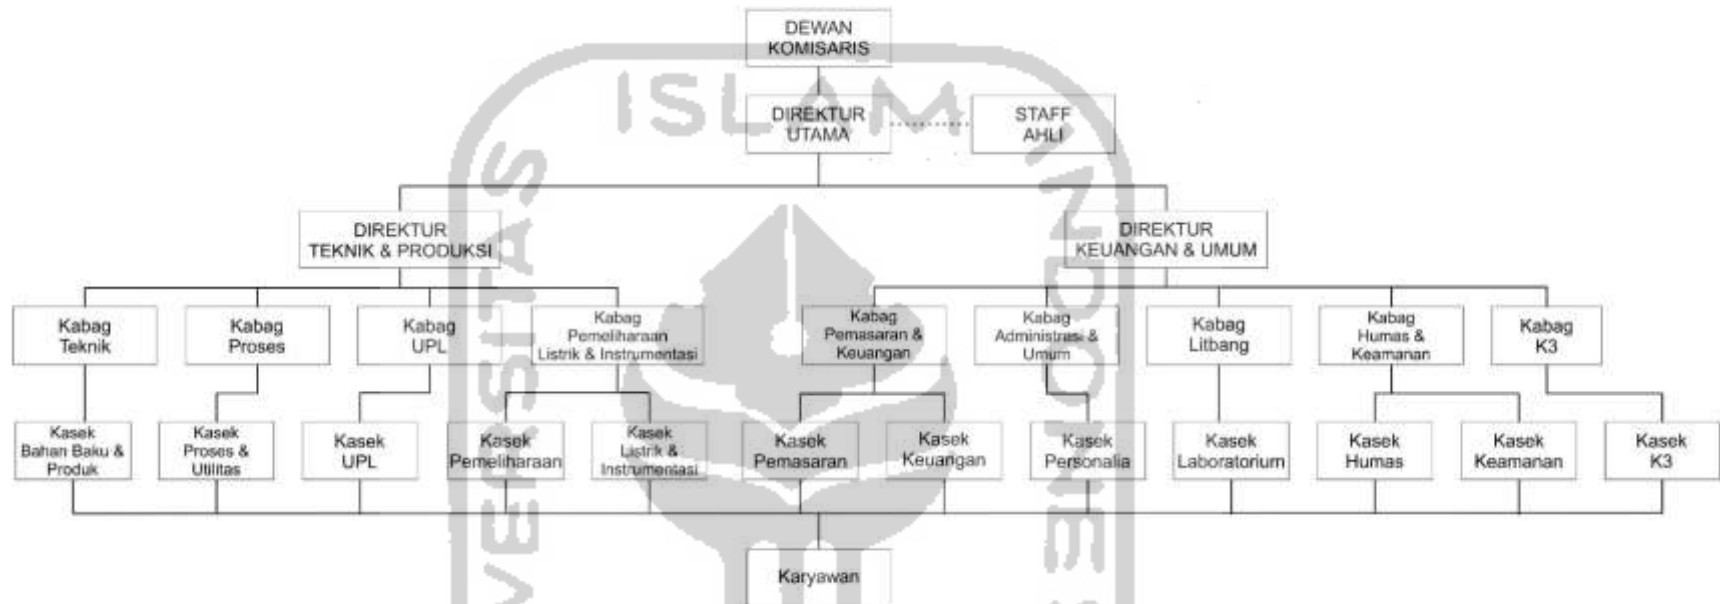 DEWAN
KOMISARIS
DIREKTUR
UTAMA
STAFF
AHLI
DIREKTUR
TEKNIK & PRODUKSI
DIREKTUR
KEUANGAN & UMUM
Kabag
Teknik
Kabag
Proses
Kabag
UPL
Kabag
Pemeliharaan
Listrik & Instrumentasi
Kabag
Pemasaran &
Keuangan
Kabag
Administrasi &
Umum
Kabag
Litbang
Kabag
Humas &
Keamanan
Kabag
K3
Kasek
Bahan Baku &
Produk
Kasek
Proses &
Utilitas
Kasek
UPL
Kasek
Pemeliharaan
Kasek
Listrik &
Instrumentasi
Kasek
Pemasaran
Kasek
Keuangan
Kasek
Personalia
Kasek
Laboratorium
Kasek
Humas
Kasek
Keamanan
Kasek
K3
Karyawan
ISLAM
VERSITAS
INDONES